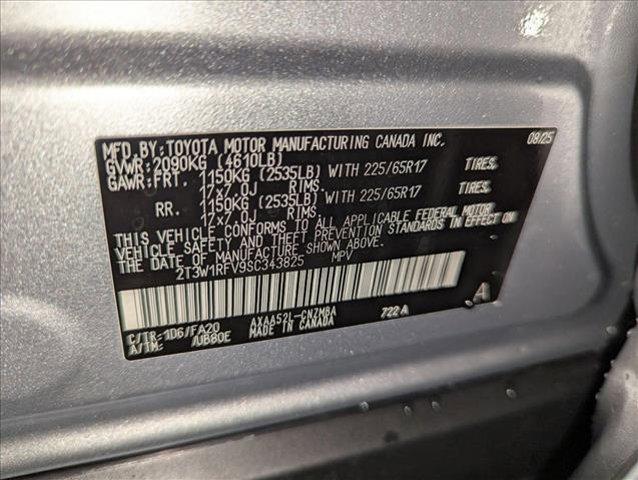 MFD.BY:TOYOTA MOTOR MANUFACTURING CANADA INC. 08/25
GVWR:2090KG (4610LB)
GAWR:FRT. 1150KG (2535LB) WITH 225/65R17 TIRES,
17x7.0J RIMS.
RR. 1150KG (2535LB) WITH 225/65R17 TIRES,
17x7.0J RIMS.
THIS VEHICLE CONFORMS TO ALL APPLICABLE FEDERAL MOTOR
VEHICLE SAFETY AND THEFT PREVENTION STANDARDS IN EFFECT ON
THE DATE OF MANUFACTURE SHOWN ABOVE.
2T3W1RFV9SC343825 MPV
A
C/TR:1D6/FA20 AXAA52L-CNZMBA 722A
A/TM: /UB80E MADE IN CANADA